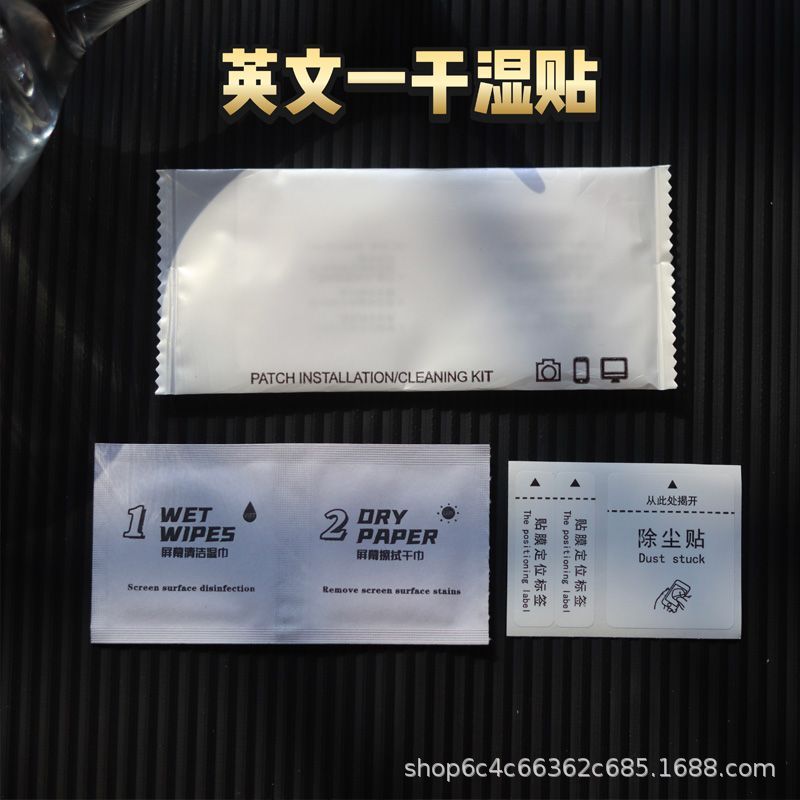 英文一干湿贴
PATCH INSTALLATION/CLEANING KIT
1 WET
WIPES
屏幕清洁湿巾
Screen surface disinfection
2 DRY
PAPER
屏幕擦拭干巾
Remove screen surface stains
贴膜定位标签
The positioning label
贴膜定位标签
The positioning label
从此处揭开
除尘贴
Dust stuck
shop6c4c66362c685.1688.com